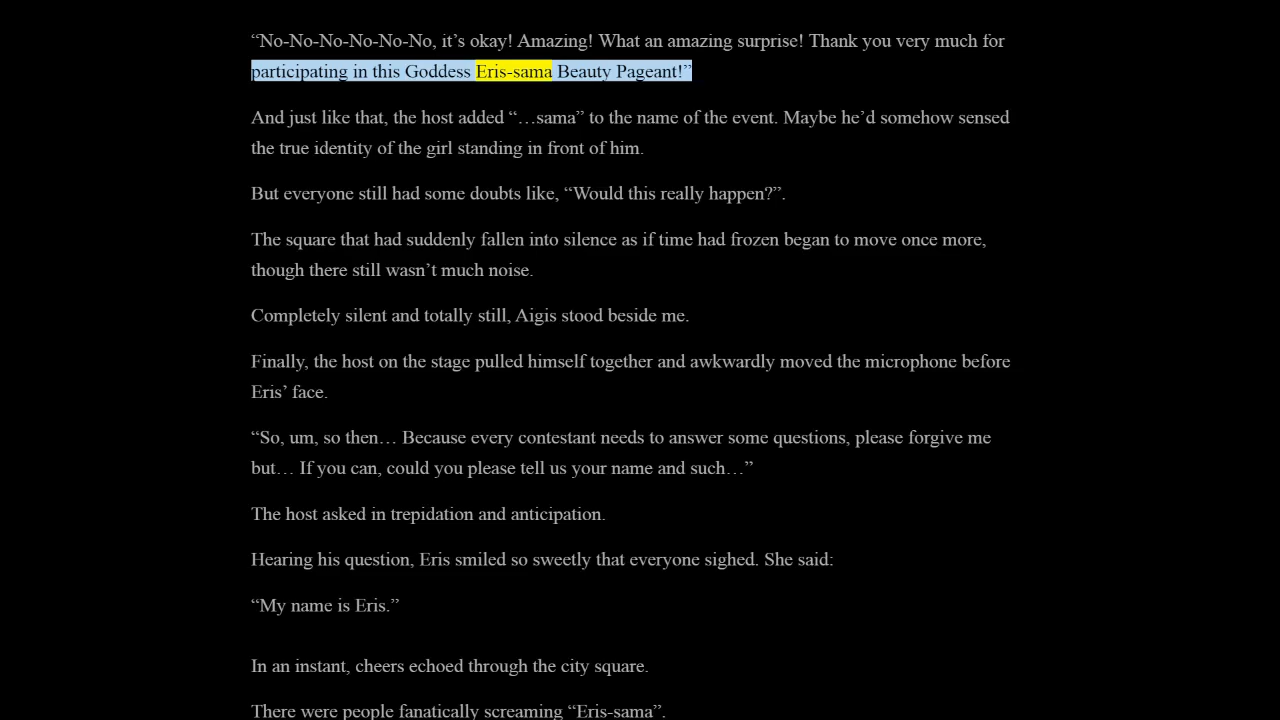 “No-No-No-No-No-No, it’s okay! Amazing! What an amazing surprise! Thank you very much for
participating in this Goddess Eris-sama Beauty Pageant!”
And just like that, the host added “…sama” to the name of the event. Maybe he’d somehow sensed
the true identity of the girl standing in front of him.
But everyone still had some doubts like, “Would this really happen?”.
The square that had suddenly fallen into silence as if time had frozen began to move once more,
though there still wasn’t much noise.
Completely silent and totally still, Aigis stood beside me.
Finally, the host on the stage pulled himself together and awkwardly moved the microphone before
Eris’ face.
“So, um, so then… Because every contestant needs to answer some questions, please forgive me
but… If you can, could you please tell us your name and such…”
The host asked in trepidation and anticipation.
Hearing his question, Eris smiled so sweetly that everyone sighed. She said:
“My name is Eris.”
In an instant, cheers echoed through the city square.
There were people fanatically screaming “Eris-sama”.